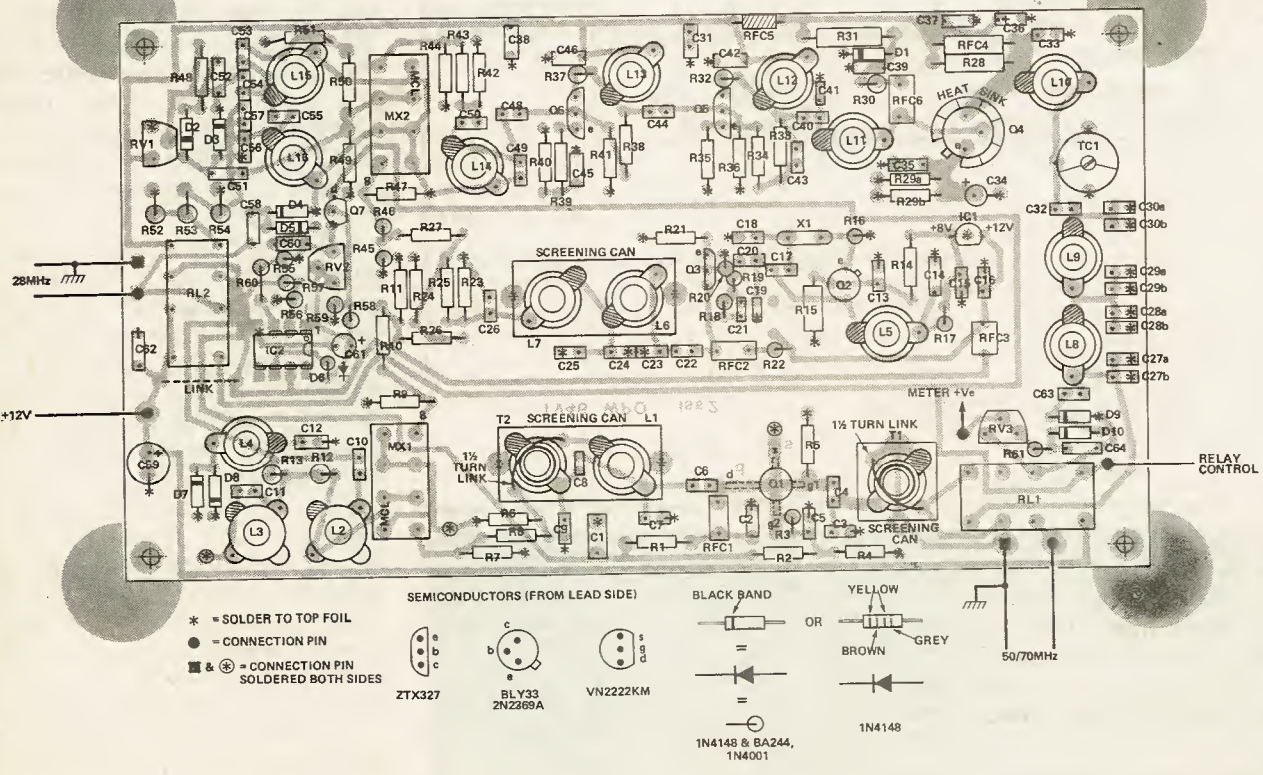 C53 R51 C38 C31 RFC5 C37 + C36
R44 R43 C46 C42 R31 D1 RFC4 C33
R48 C52 L15 R50 MCL R42 R37 L13 R32 L12 C39 R28 L10
C54 MX2 C41 R30 RFC6 HEAT SINK
RV1 D2 D3 C57 C55 C50 C48 Q6 C44 Q5 C40 Q4
C56 L15 R49 L14 C49 R40 R41 R38 R35 R36 R34 R33 L11 e TC1
C51 R47 C45 C43 C35
R39 R29a C34
R52 R53 R54 C58 D4 Q7 R46 R29b C32 C30a
D5 R27 R21 C18 X1 R16 IC1 C30b
C60 R45 SCREENING CAN +8V +12V
28MHz RL2 R55 RV2 R11 R24 R25 R23 Q3 C20 C17 e R14 L9
R60 R57 R20 R19 Q2 C13 C14 C15 C16 C29a
R56 R59 R58 C26 L7 L6 R18 C21 C19 R15 L5 R17 RFC3 C29b
C28a
C62 IC2 C61 + R10 R26 C28b
D6 C25 C24 C23 C22 RFC2 R22 L8
LINK C27a
C27b
R9 METER +Ve C63
+12V T2 SCREENING CAN L1 1½ TURN LINK T1 RV3 D9
L4 C12 C10 8 MX1 R5 D10
C59 + R13 R12 1½ TURN LINK C8 R61 C64
D7 D8 C11 C6 d Q1 g1 C4 RELAY CONTROL
L3 L2 MCL R6 R8 C9 C1 C7 RFC1 C2 g2 R3 C5 C3 SCREENING CAN RL1
R7 R1 R2 R4
SEMICONDUCTORS (FROM LEAD SIDE)
* = SOLDER TO TOP FOIL
● = CONNECTION PIN
■ & ⊛ = CONNECTION PIN
SOLDERED BOTH SIDES
e
b
c
ZTX327
c
b
e
BLY33
2N2369A
s
g
d
VN2222KM
BLACK BAND
OR
YELLOW
BROWN
GREY
=
=
1N4148 & BA244,
1N4001
1N4148
50/70MHz